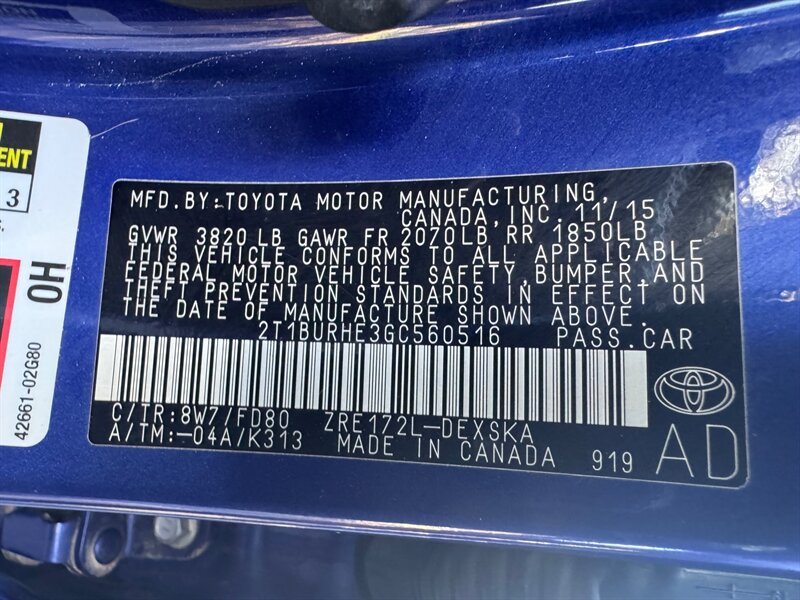 ENT
3
OH
42661-02G80
MFD.BY:TOYOTA MOTOR MANUFACTURING,
CANADA,INC. 11/15
GVWR 3820 LB GAWR FR 2070LB RR 1850LB
THIS VEHICLE CONFORMS TO ALL APPLICABLE
FEDERAL MOTOR VEHICLE SAFETY,BUMPER,AND
THEFT PREVENTION STANDARDS IN EFFECT ON
THE DATE OF MANUFACTURE SHOWN ABOVE.
2T1BURHE3GC560516 PASS.CAR
C/TR:8W7/FD80 ZRE172L-DEXSKA
A/TM:-04A/K313 MADE IN CANADA 919 AD